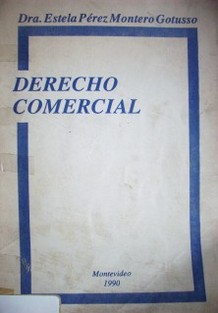 Dra. Estela Pérez Montero Gotusso
DERECHO
COMERCIAL
Montevideo
1990